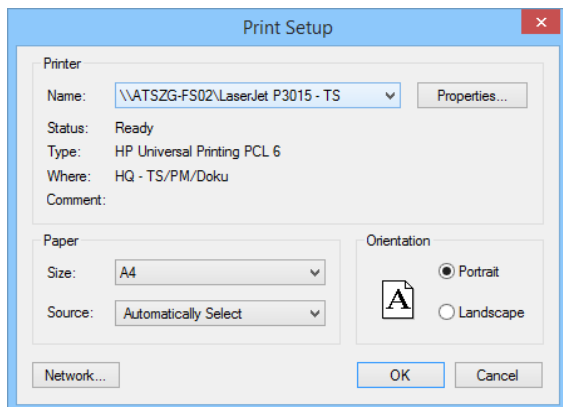 Print Setup
Printer
Name: \\ATSZG-FS02\LaserJet P3015 - TS Properties...
Status: Ready
Type: HP Universal Printing PCL 6
Where: HQ - TS/PM/Doku
Comment:
Paper
Size: A4
Source: Automatically Select
Orientation
A
Portrait
Landscape
Network... OK Cancel